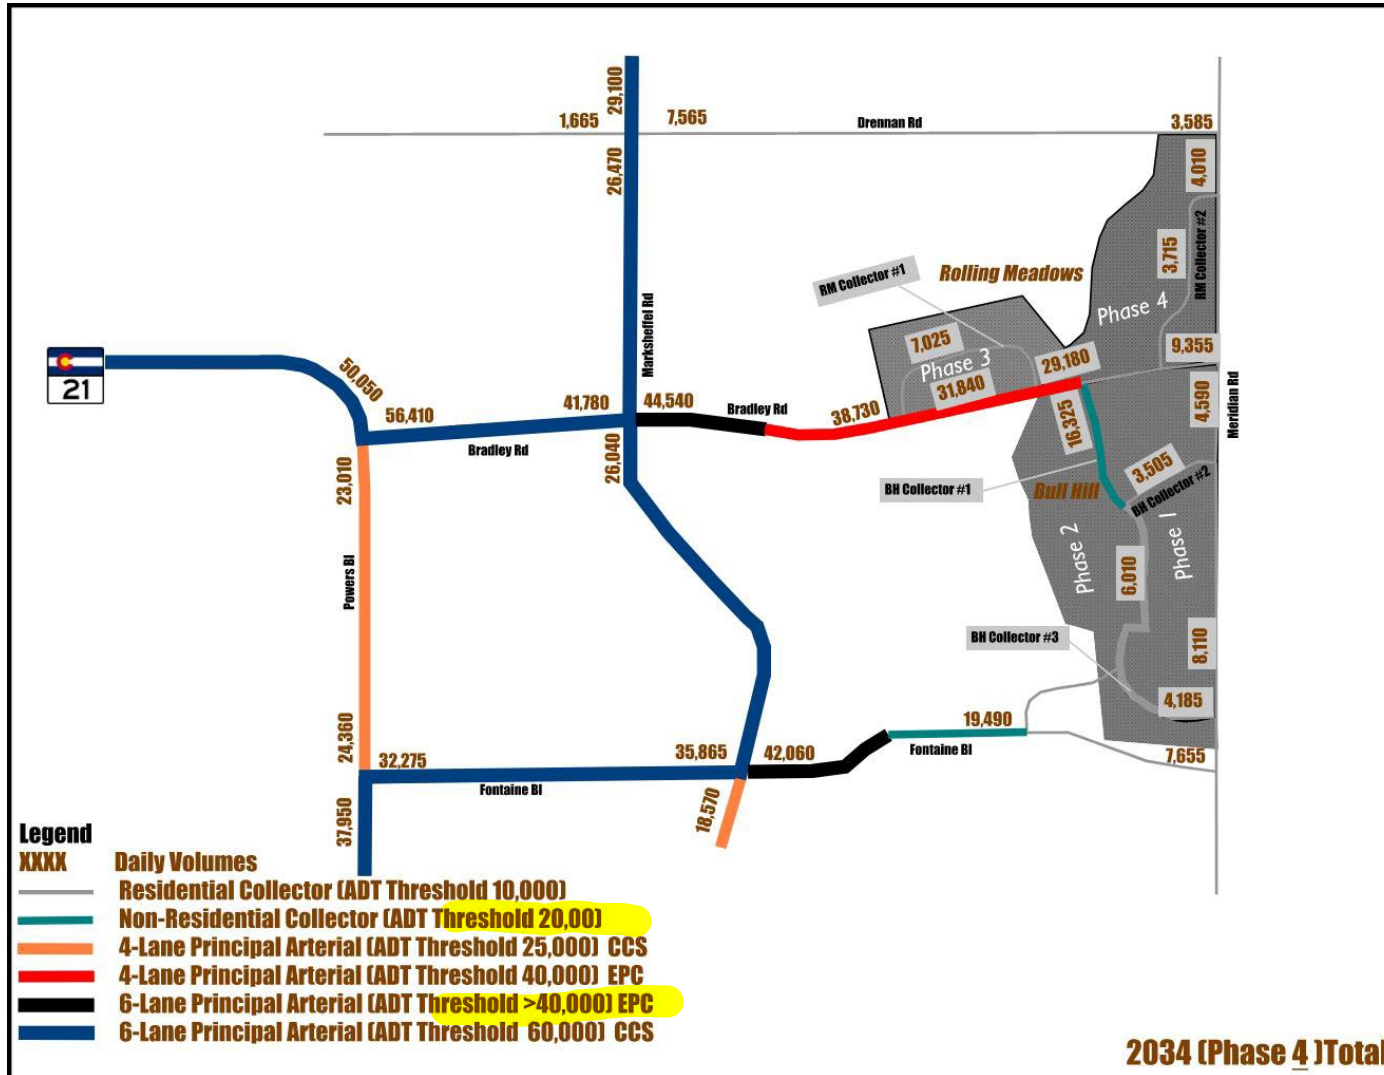 29,100
1,665
7,565
Drennan Rd
3,585
26,470
4,010
RM Collector #2
3,715
Rolling Meadows
RM Collector #1
Phase 4
Marksheffel Rd
7,025
Phase 3
9,355
29,180
31,840
21
50,050
56,410
41,780
44,540
Bradley Rd
38,730
4,590
Meridian Rd
16,325
Bradley Rd
26,040
23,010
3,505
BH Collector #2
BH Collector #1
Bull Hill
Phase 2
Phase 1
6,010
Powers Bl
BH Collector #3
8,110
4,185
19,490
Fontaine Bl
7,655
24,360
32,275
35,865
42,060
Fontaine Bl
18,570
37,950
Legend
XXXX Daily Volumes
Residential Collector (ADT Threshold 10,000)
Non-Residential Collector (ADT Threshold 20,00)
4-Lane Principal Arterial (ADT Threshold 25,000) CCS
4-Lane Principal Arterial (ADT Threshold 40,000) EPC
6-Lane Principal Arterial (ADT Threshold >40,000) EPC
6-Lane Principal Arterial (ADT Threshold 60,000) CCS
2034 (Phase 4 )Total